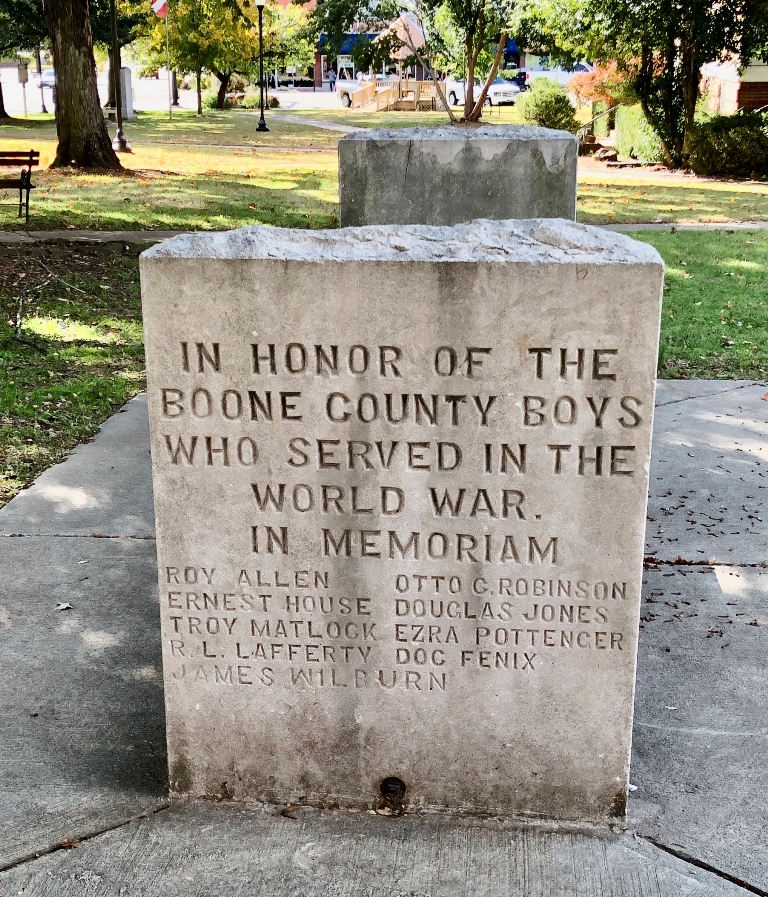 IN HONOR OF THE
BOONE COUNTY BOYS
WHO SERVED IN THE
WORLD WAR.
IN MEMORIAM
ROY ALLEN OTTO C. ROBINSON
ERNEST HOUSE DOUGLAS JONES
TROY MATLOCK EZRA POTTENGER
R. L. LAFFERTY DOC FENIX
JAMES WILBURN